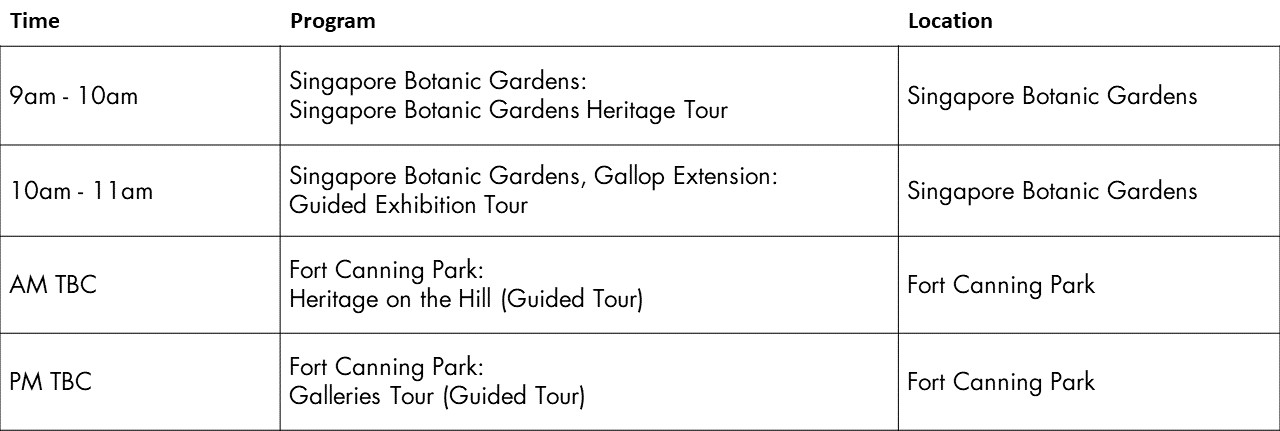 Time Program Location
9am - 10am
Singapore Botanic Gardens:
Singapore Botanic Gardens Heritage Tour
Singapore Botanic Gardens
10am - 11am
Singapore Botanic Gardens, Gallop Extension:
Guided Exhibition Tour
Singapore Botanic Gardens
AM TBC
Fort Canning Park:
Heritage on the Hill (Guided Tour)
Fort Canning Park
PM TBC
Fort Canning Park:
Galleries Tour (Guided Tour)
Fort Canning Park